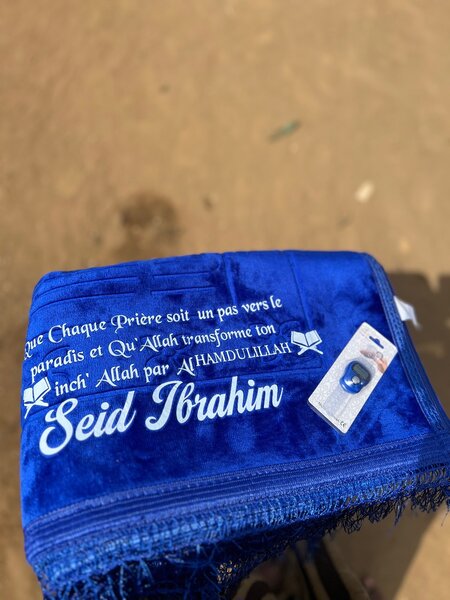 Que Chaque Prière soit un pas vers le
paradis et Qu'Allah transforme ton
inch' Allah par AlHAMDULILLAH
Seid Ibrahim